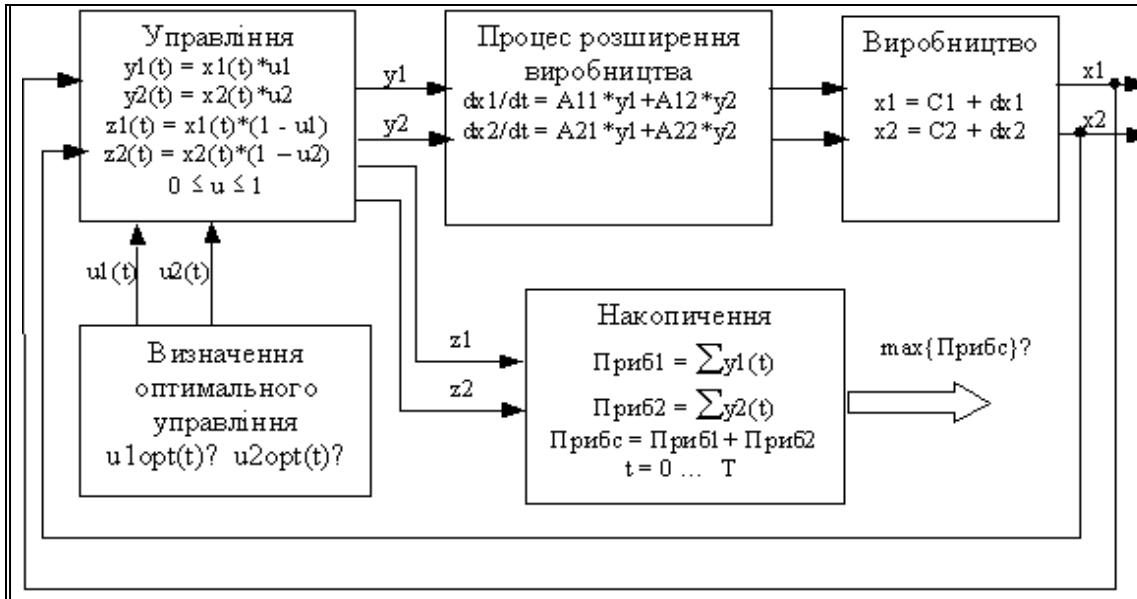 Управління
y1(t) = x1(t)*u1
y2(t) = x2(t)*u2
z1(t) = x1(t)*(1 - u1)
z2(t) = x2(t)*(1 – u2)
0 ≤ u ≤ 1
y1
y2
Процес розширення
виробництва
dx1/dt = A11*y1+A12*y2
dx2/dt = A21*y1+A22*y2
Виробництво
x1 = C1 + dx1
x2 = C2 + dx2
x1
x2
u1(t)
u2(t)
Визначення
оптимального
управління
u1opt(t)? u2opt(t)?
z1
z2
Накопичення
Приб1 = ∑y1(t)
Приб2 = ∑y2(t)
Прибс = Приб1 + Приб2
t = 0 ... T
max{Прибс}?